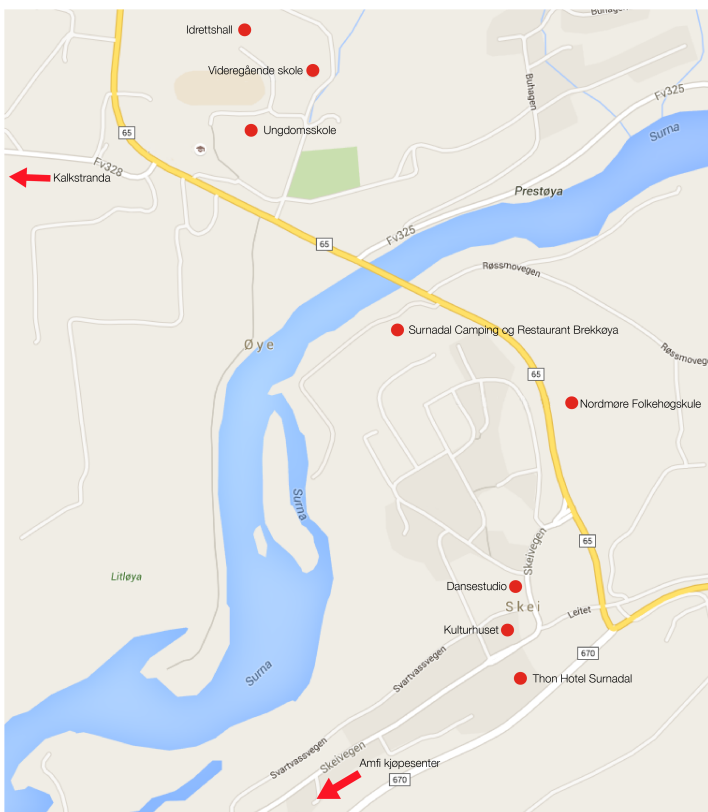 Idrettshall
Buhagen
Videregående skole
Buhagen
Fv325
65
Ungdomsskole
Surna
Fv328
Kalkstranda
Prestøya
Fv325
65
Røssmovegen
Surnadal Camping og Restaurant Brekkøya
Øye
Røssmoveg
65
Nordmøre Folkehøgskule
Surna
65
Skeivegen
Litløya
Dansestudio
Skei
Leitet
Kulturhuset
670
Svartvassvegen
Surna
Thon Hotel Surnadal
Svartvassvegen
Skeivegen
Amfi kjøpesenter
670